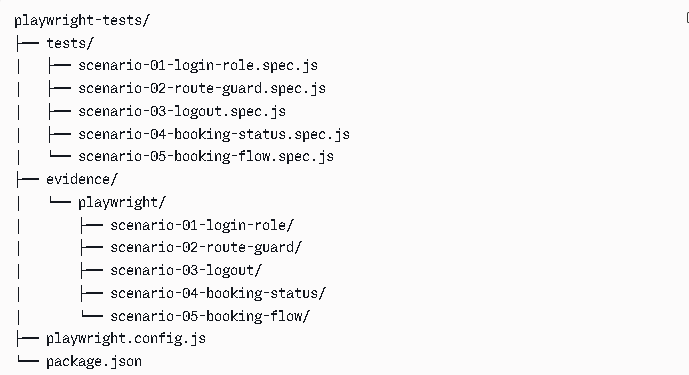 playwright-tests/
├── tests/
│   ├── scenario-01-login-role.spec.js
│   ├── scenario-02-route-guard.spec.js
│   ├── scenario-03-logout.spec.js
│   ├── scenario-04-booking-status.spec.js
│   └── scenario-05-booking-flow.spec.js
├── evidence/
│   └── playwright/
│       ├── scenario-01-login-role/
│       ├── scenario-02-route-guard/
│       ├── scenario-03-logout/
│       ├── scenario-04-booking-status/
│       └── scenario-05-booking-flow/
├── playwright.config.js
└── package.json